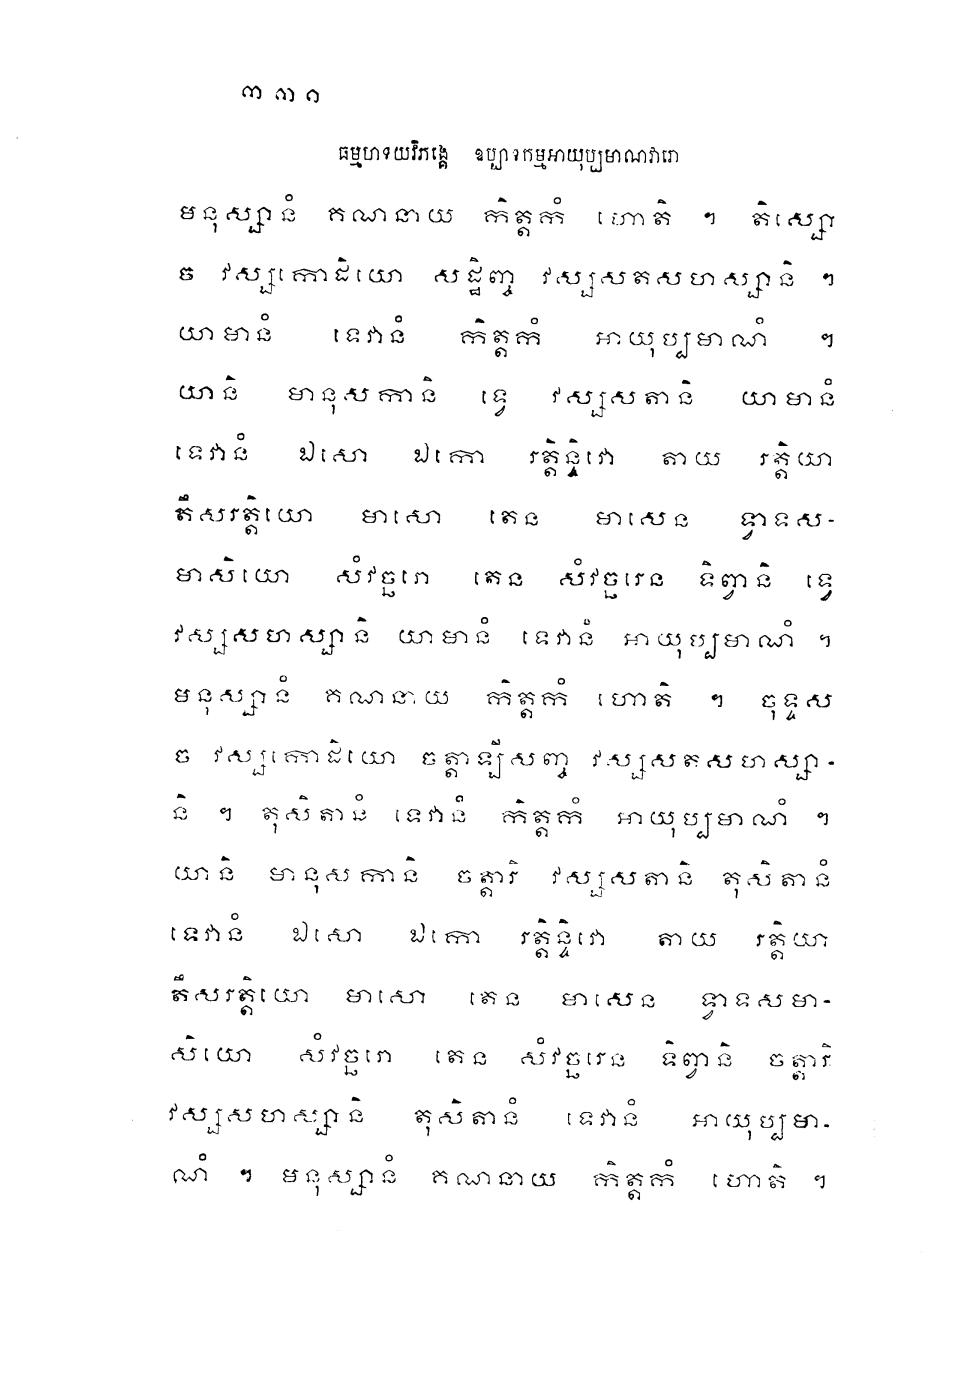 ៣៣១
ធម្មហទយវិភង្គេ ឧប្បាទកម្មអាយុប្បមាណវារោ
មនុស្សានំ គណនាយ កិត្តកំ ហោតិ ។ តិស្សោ
ច វស្សកោដិយោ សដ្ឋិញ្ច វស្សសតសហស្សានិ ។
យាមានំ ទេវានំ កិត្តកំ អាយុប្បមាណំ ។
យានិ មានុសកានិ ទ្វេ វស្សសតានិ យាមានំ
ទេវានំ ឯសោ ឯកោ រត្តិន្ទិវោ តាយ រត្តិយា
តឹសរត្តិយោ មាសោ តេន មាសេន ទ្វាទស-
មាសិយោ សំវច្ឆរោ តេន សំវច្ឆរេន ទិព្វានិ ទ្វេ
វស្សសហស្សានិ យាមានំ ទេវានំ អាយុប្បមាណំ ។
មនុស្សានំ គណនាយ កិត្តកំ ហោតិ ។ ចុទ្ទស
ច វស្សកោដិយោ ចត្តាឡីសញ្ច វស្សសតសហស្សា-
និ ។ តុសិតានំ ទេវានំ កិត្តកំ អាយុប្បមាណំ ។
យានិ មានុសកានិ ចត្តារិ វស្សសតានិ តុសិតានំ
ទេវានំ ឯសោ ឯកោ រត្តិន្ទិវោ តាយ រត្តិយា
តឹសរត្តិយោ មាសោ តេន មាសេន ទ្វាទសមា-
សិយោ សំវច្ឆរោ តេន សំវច្ឆរេន ទិព្វានិ ចត្តារិ
វស្សសហស្សានិ តុសិតានំ ទេវានំ អាយុប្បមា-
ណំ ។ មនុស្សានំ គណនាយ កិត្តកំ ហោតិ ។